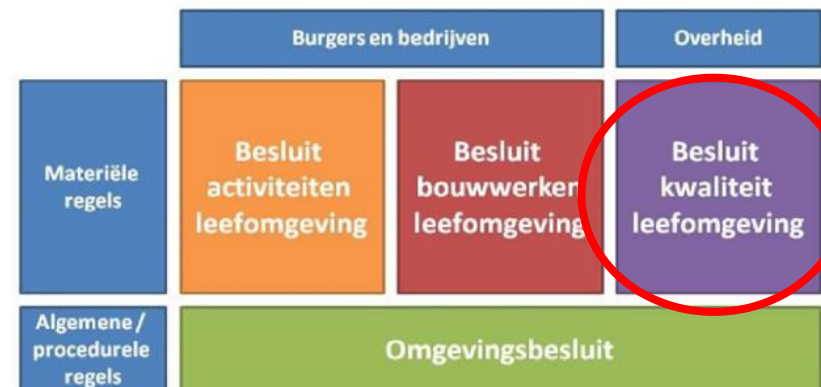 Burgers en bedrijven
Overheid
Materiële
regels
Besluit
activiteiten
leefomgeving
Besluit
bouwwerken
leefomgeving
Besluit
kwaliteit
leefomgeving
Algemene /
procedurele
regels
Omgevingsbesluit